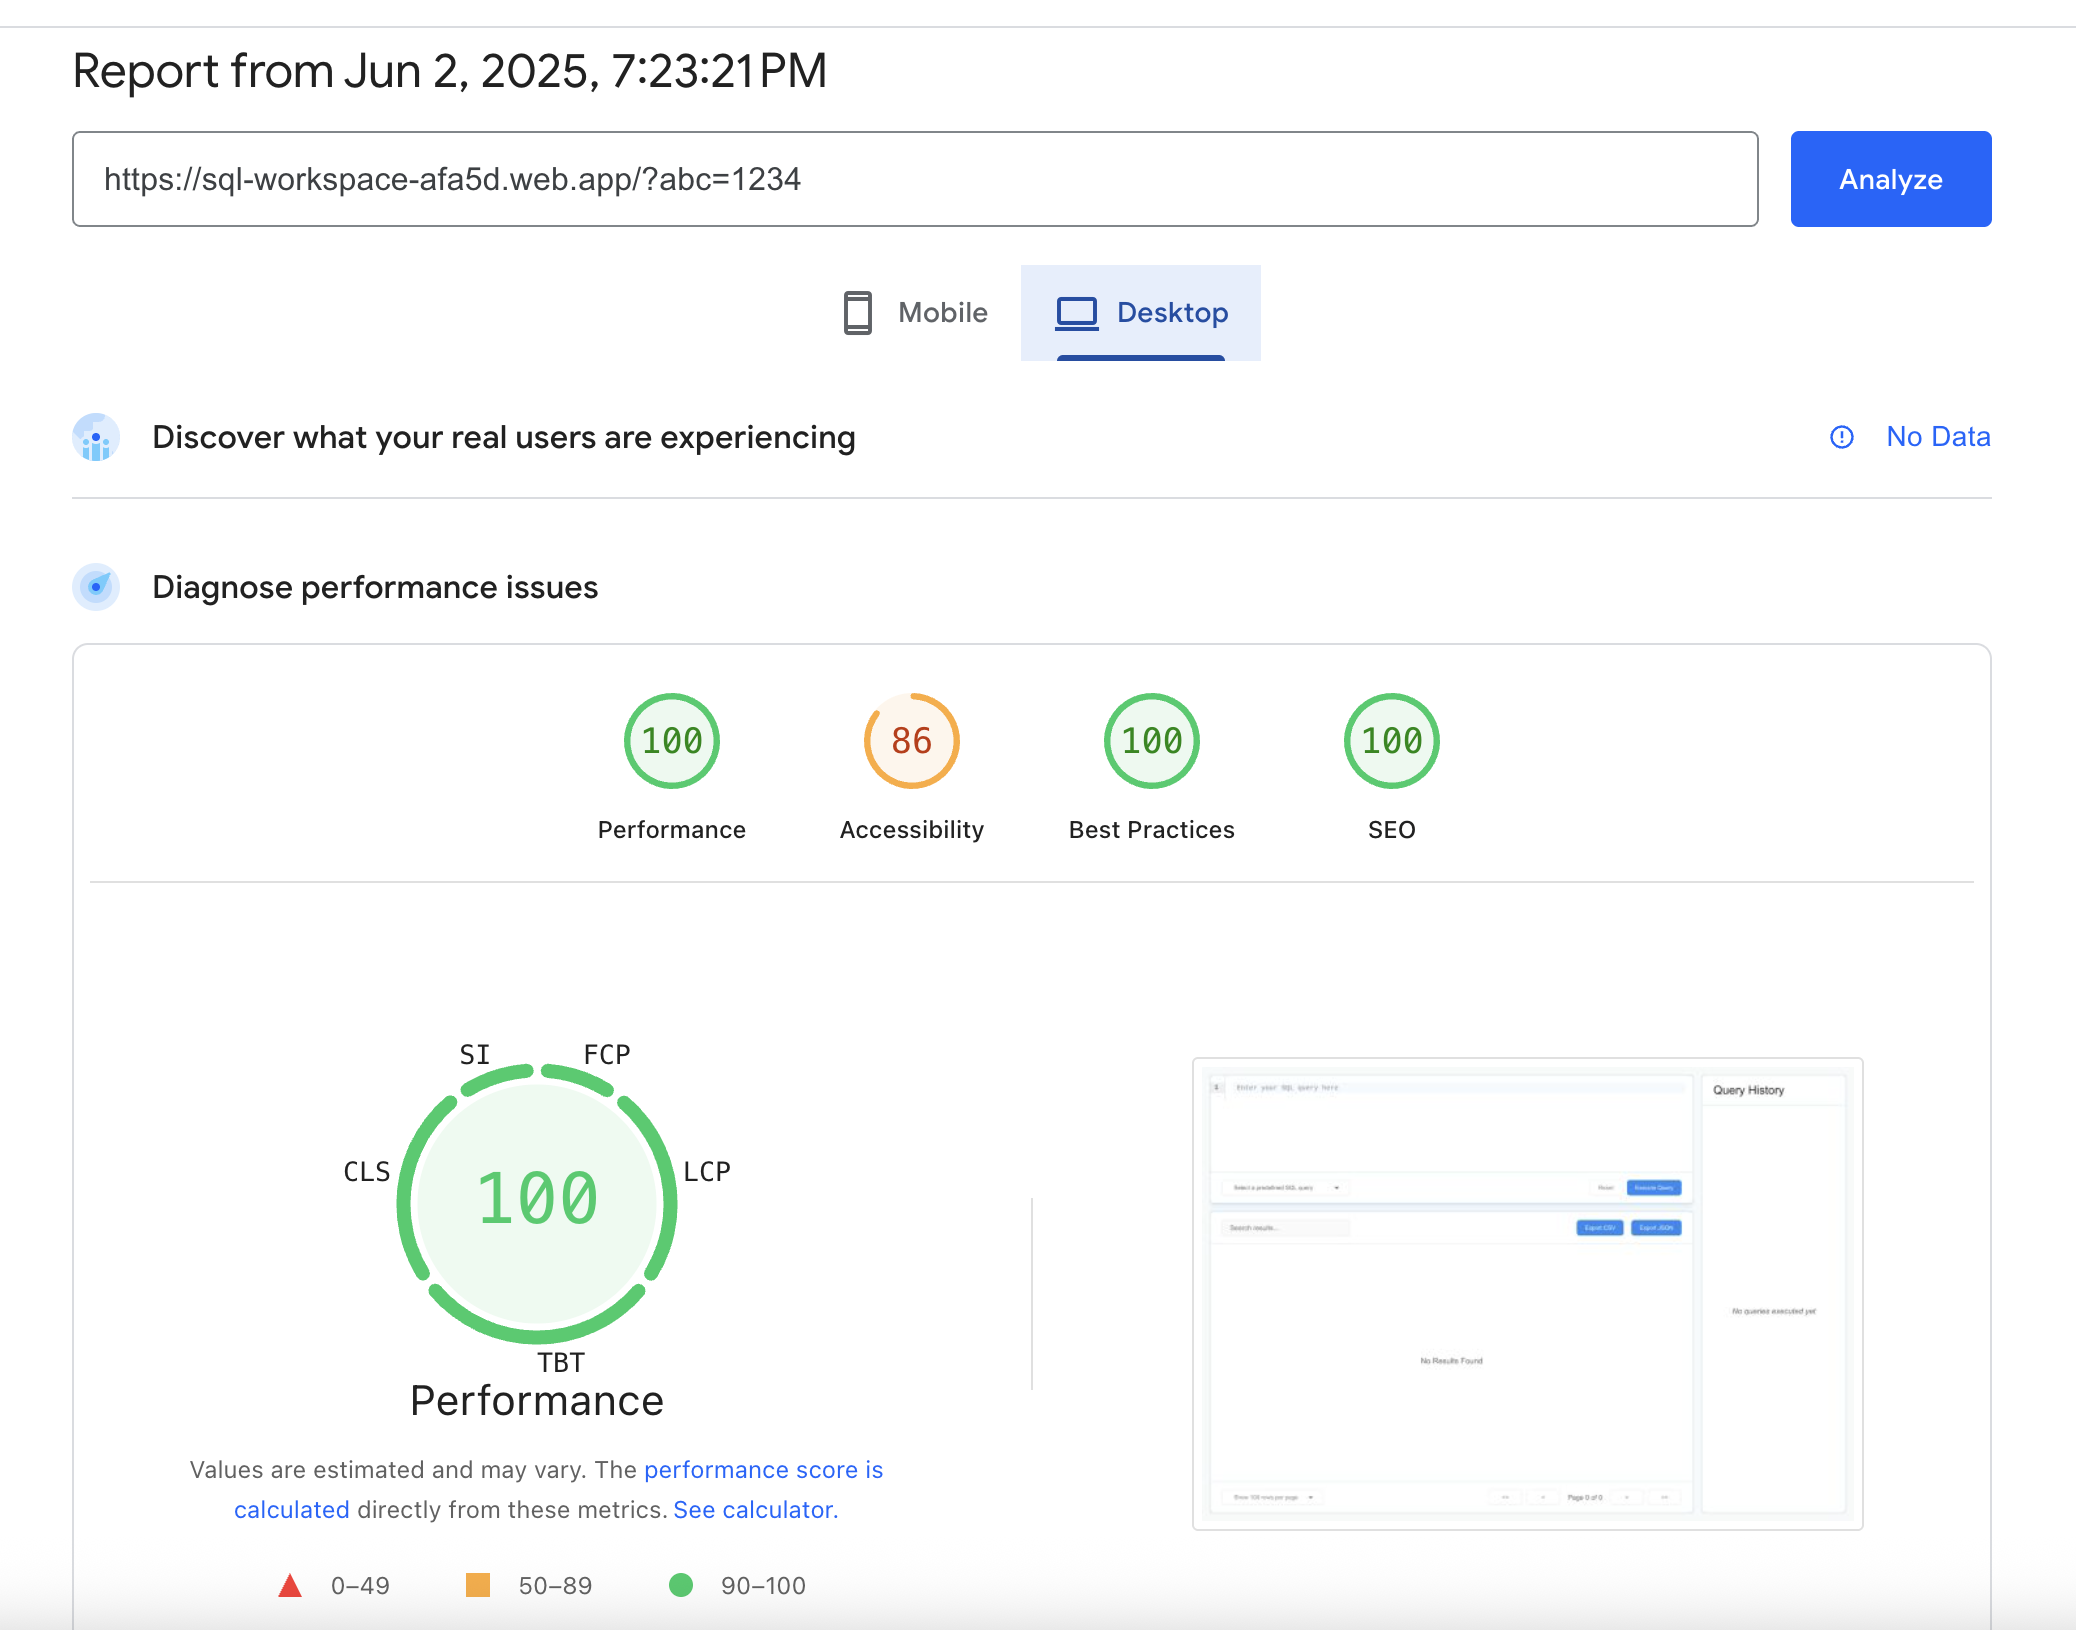 Report from Jun 2, 2025, 7:23:21 PM
https://sql-workspace-afa5d.web.app/?abc=1234
Analyze
Mobile
Desktop
Discover what your real users are experiencing
No Data
Diagnose performance issues
100
86
100
100
Performance
Accessibility
Best Practices
SEO
SI
FCP
CLS
LCP
100
TBT
Performance
Values are estimated and may vary. The performance score is
calculated directly from these metrics. See calculator.
0–49
50–89
90–100
1
Enter your SQL query here
Query History
Select a predefined SQL query
Reset
Execute Query
Search results...
Export CSV
Export JSON
No queries executed yet
No Results Found
Show 100 rows per page
Page 0 of 0